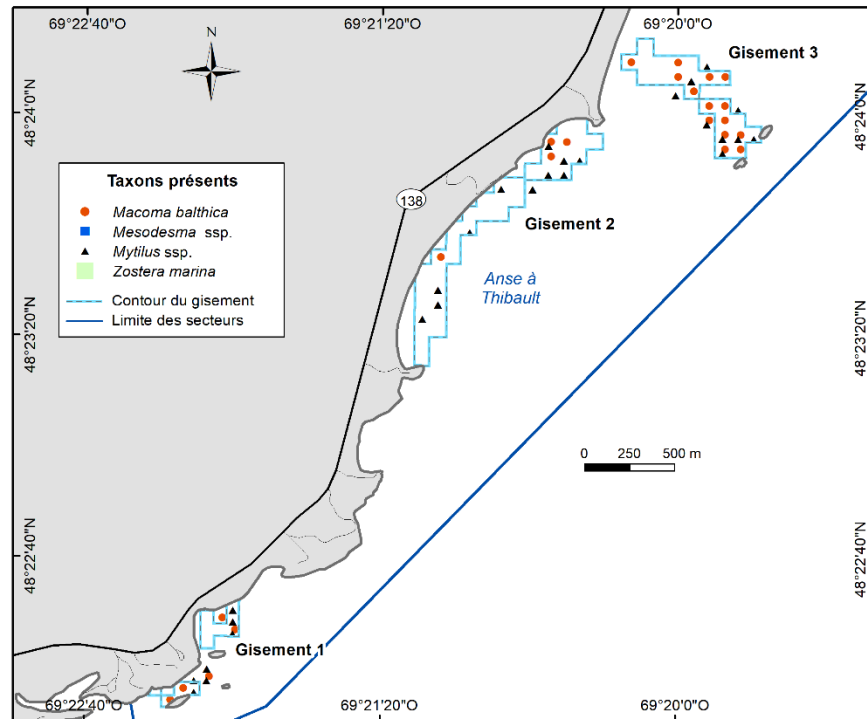 69°22'40"O
69°21'20"O
69°20'0"O
N
Gisement 3
48°24'0"N
48°24'0"N
Taxons présents
Macoma balthica
Mesodesma ssp.
Mytilus ssp.
Zostera marina
Contour du gisement
Limite des secteurs
138
Gisement 2
Anse à
Thibault
48°23'20"N
48°23'20"N
0 250 500 m
48°22'40"N
48°22'40"N
Gisement 1
69°22'40"O
69°21'20"O
69°20'0"O